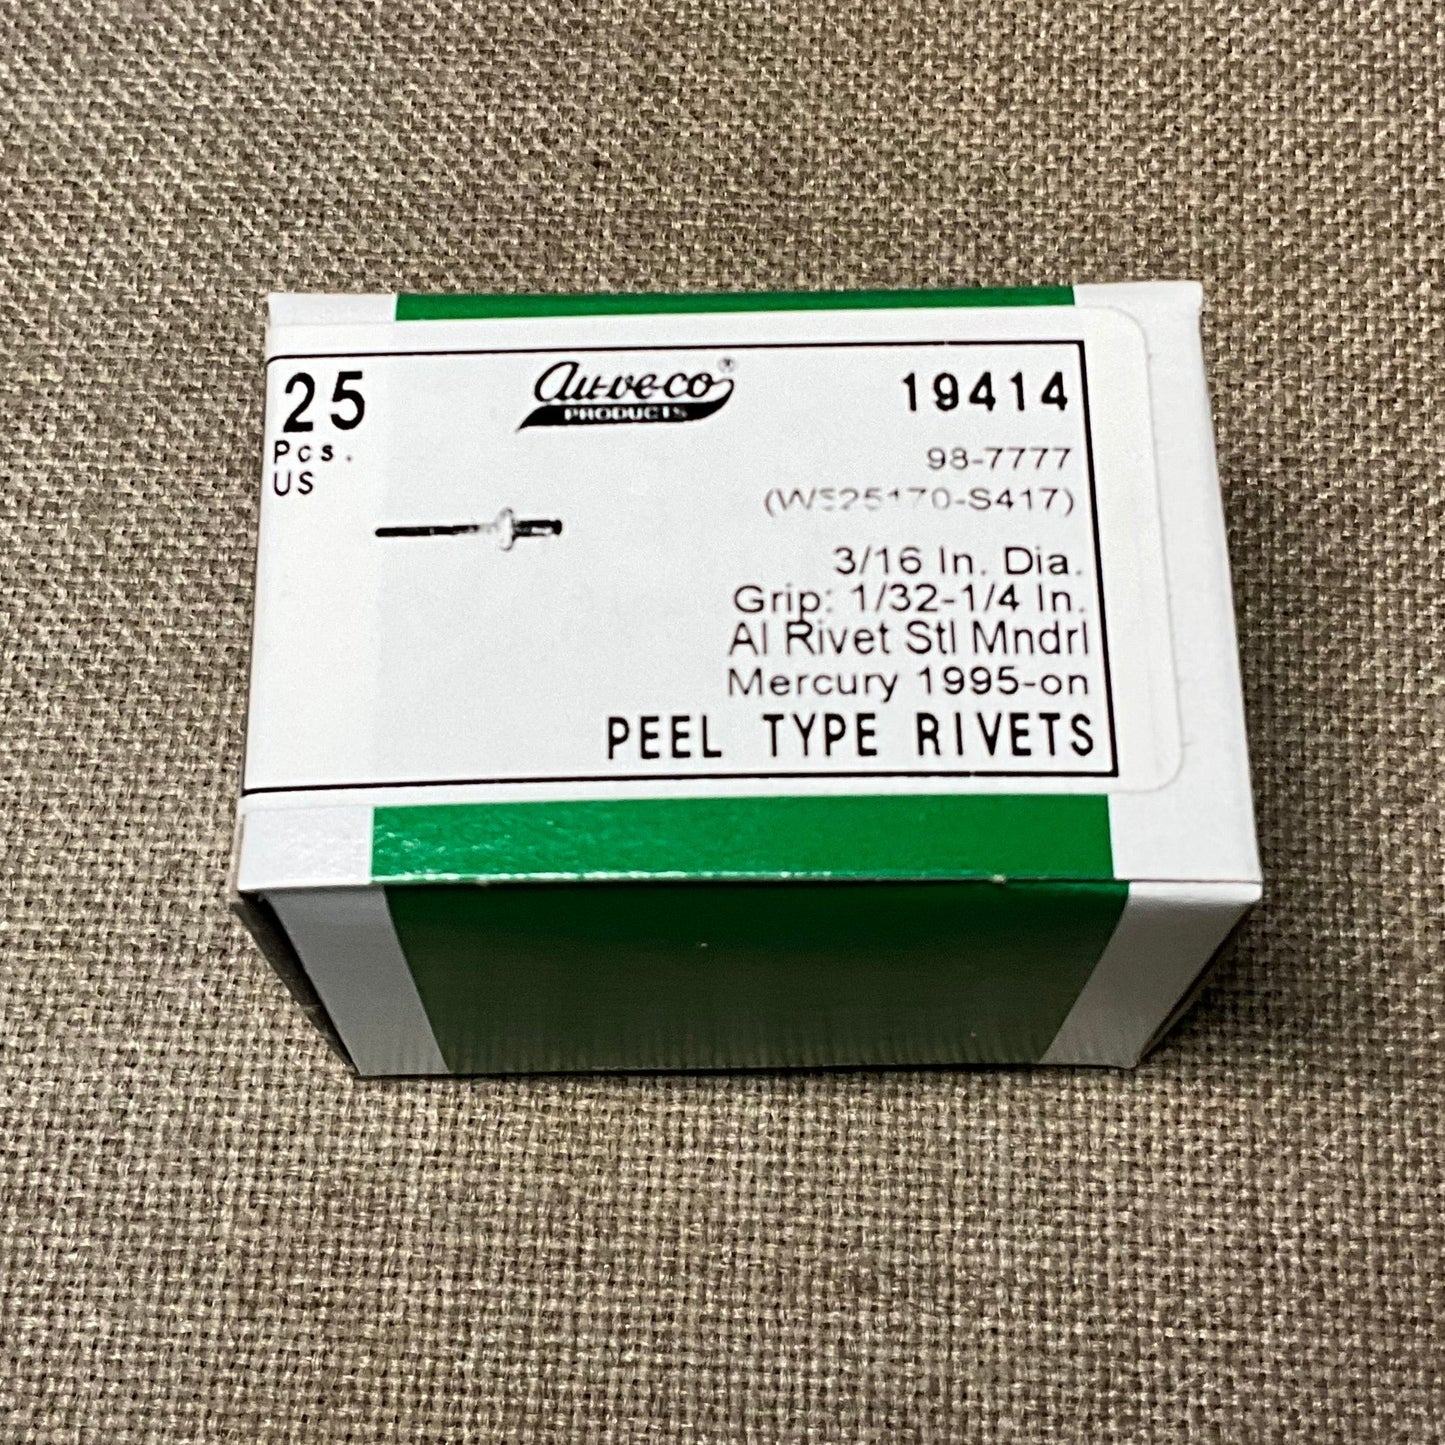 25
Pcs.
US
Au-ve-co®
PRODUCTS
19414
98-7777
(W525170-S417)
3/16 In. Dia.
Grip: 1/32-1/4 In.
Al Rivet Stl Mndrl
Mercury 1995-on
PEEL TYPE RIVETS